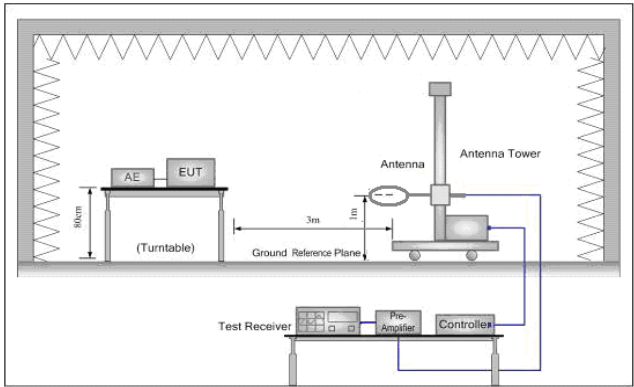 Antenna
Antenna Tower
AE
EUT
80cm
3m
1m
(Turntable)
Ground Reference Plane
Test Receiver
Pre-
Amplifier
Controller